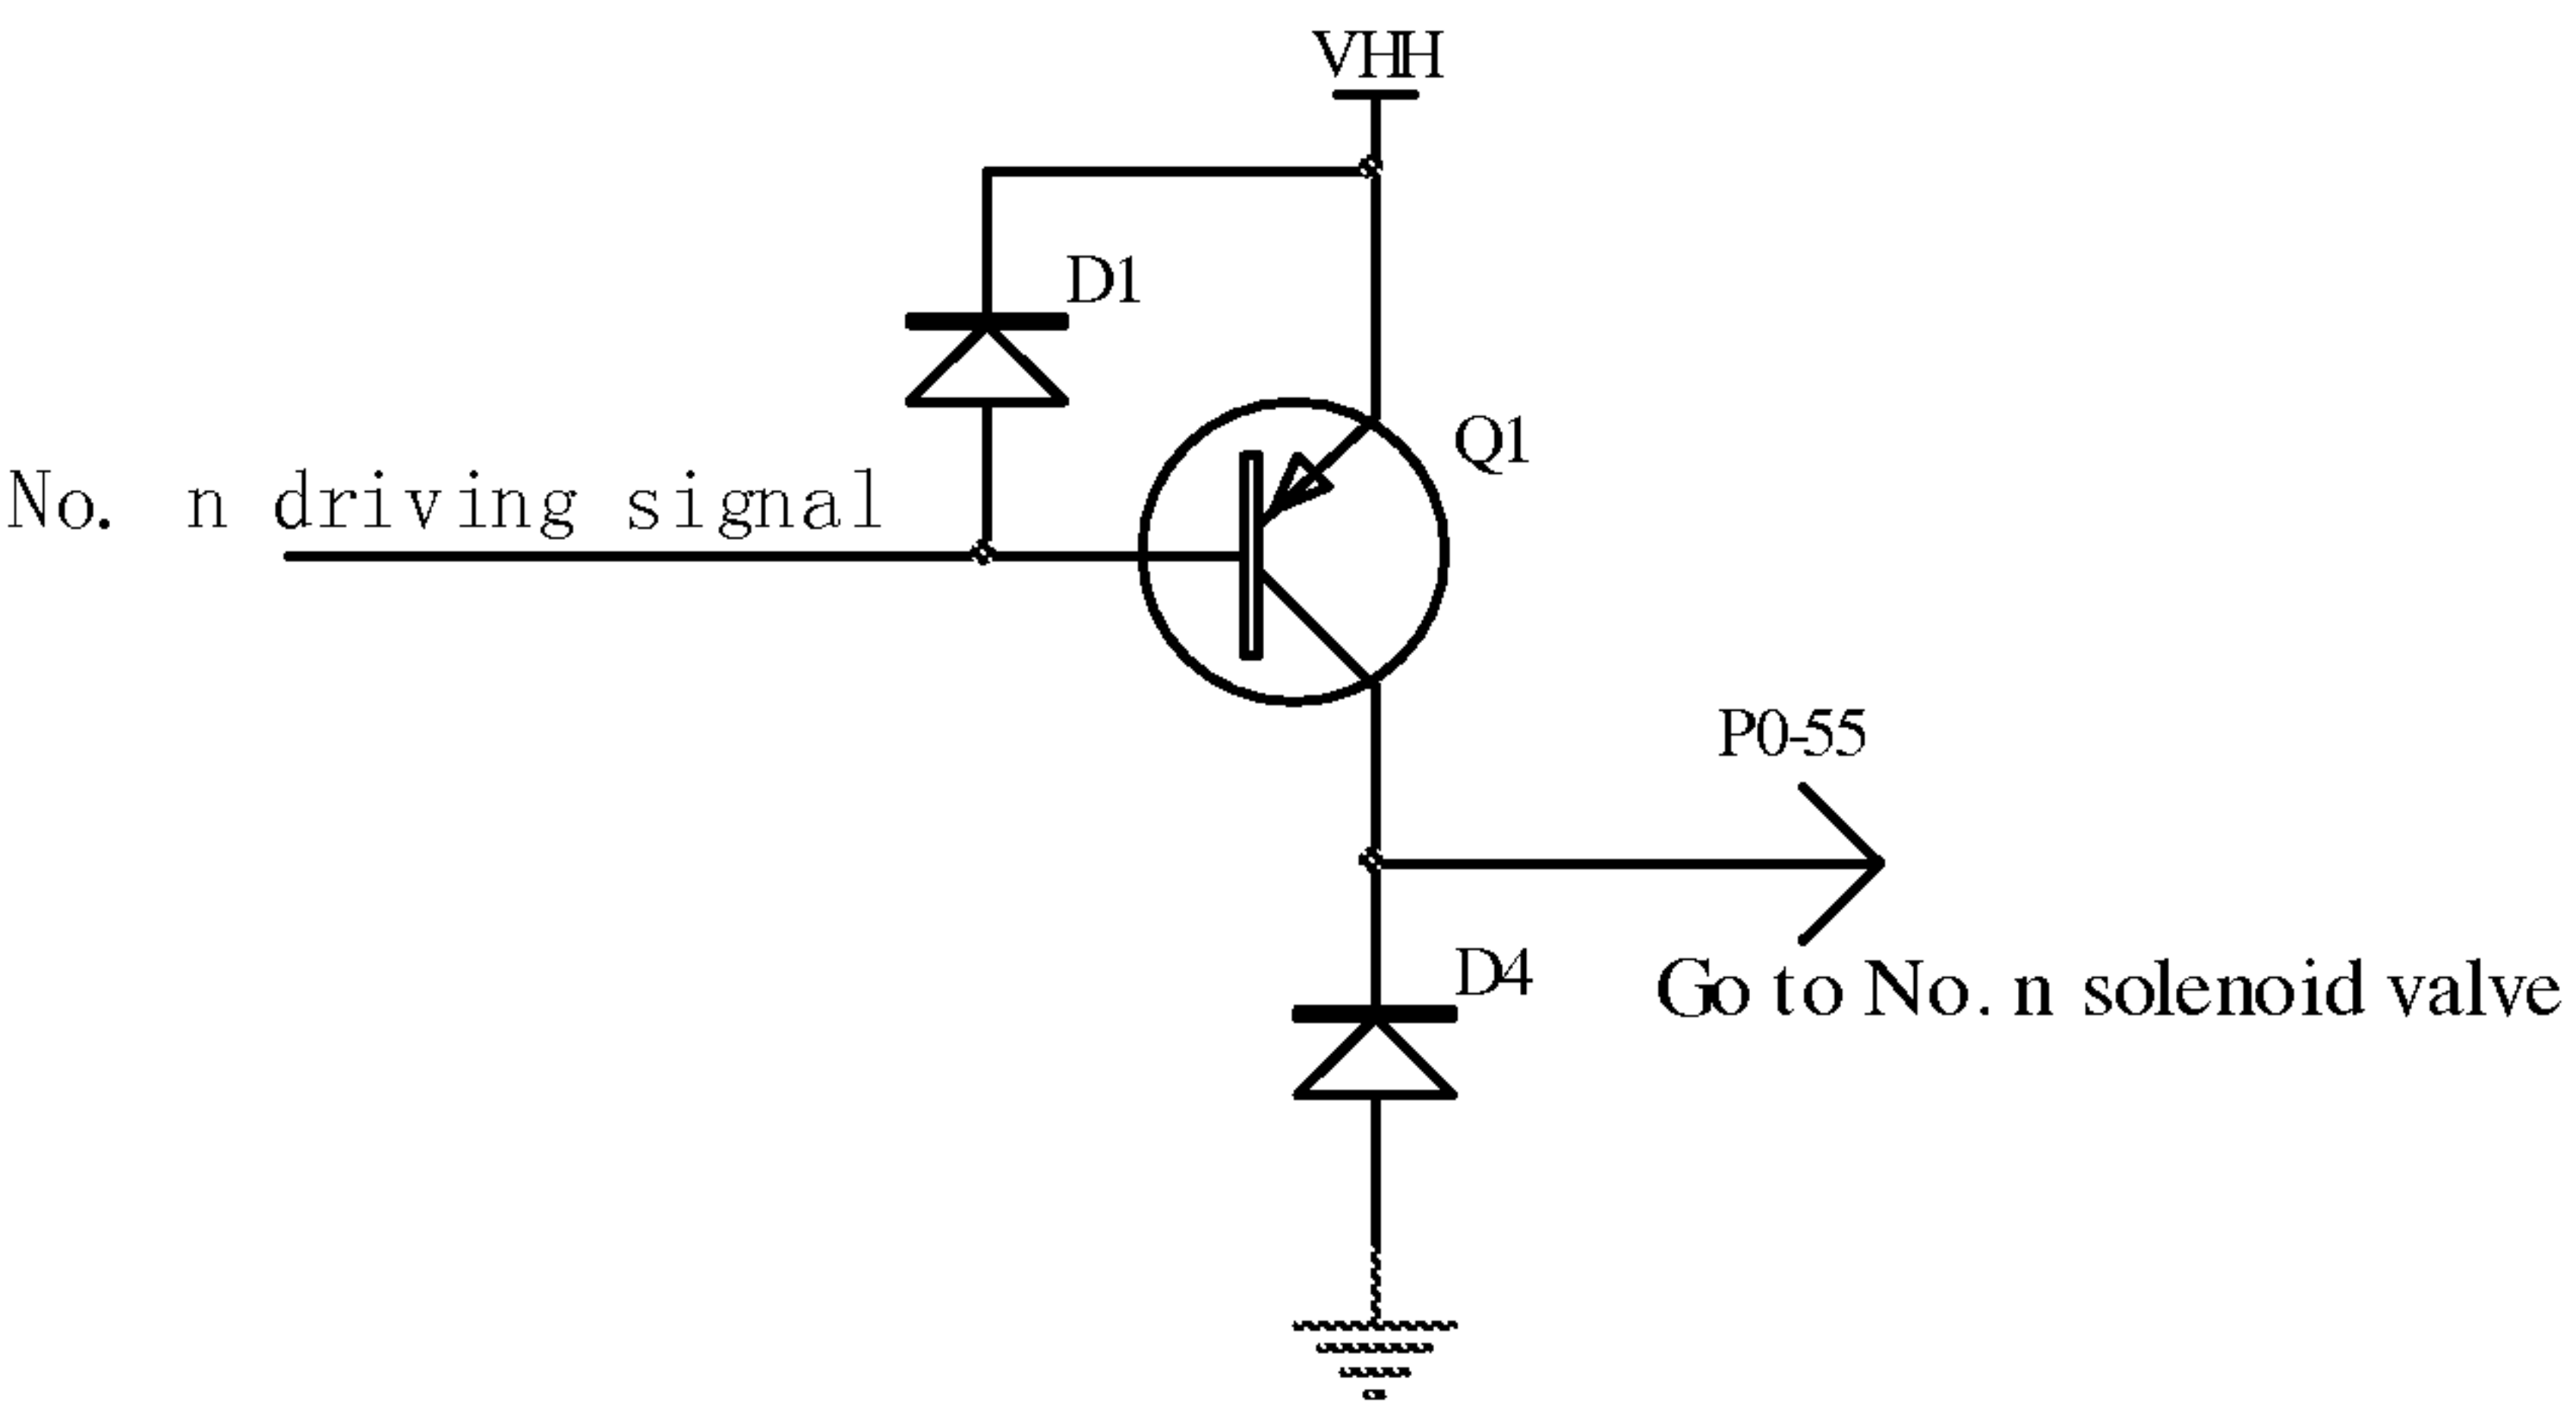 VHH
D1
Q1
No. n driving signal
P0-55
D4
Go to No. n solenoid valve